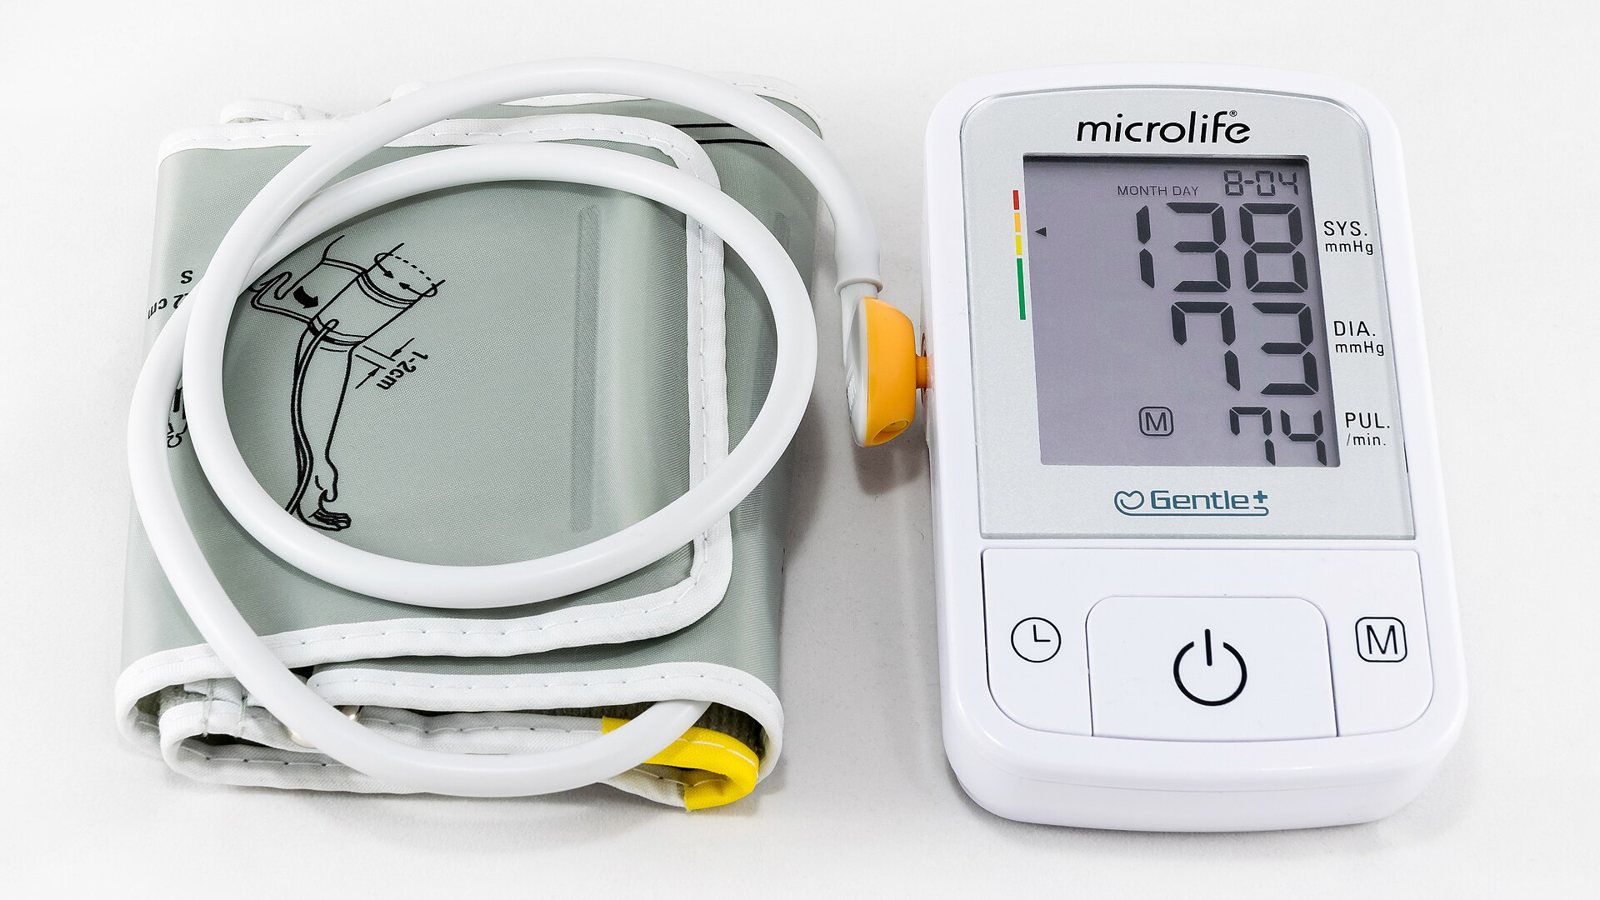 microlife®
MONTH DAY 8-04
138 SYS.
mmHg
73 DIA.
mmHg
M 74 PUL.
/min.
Gentle+
M
S
1-2cm